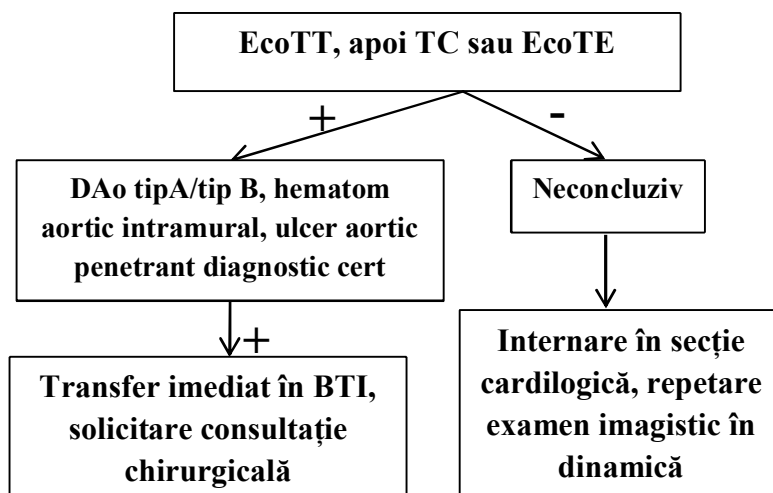 EcoTT, apoi TC sau EcoTE
+
-
DAo tipA/tip B, hematom
aortic intramural, ulcer aortic
penetrant diagnostic cert
Neconcluziv
+
Transfer imediat în BTI,
solicitare consultație
chirurgicală
Internare în secție
cardilogică, repetare
examen imagistic în
dinamică